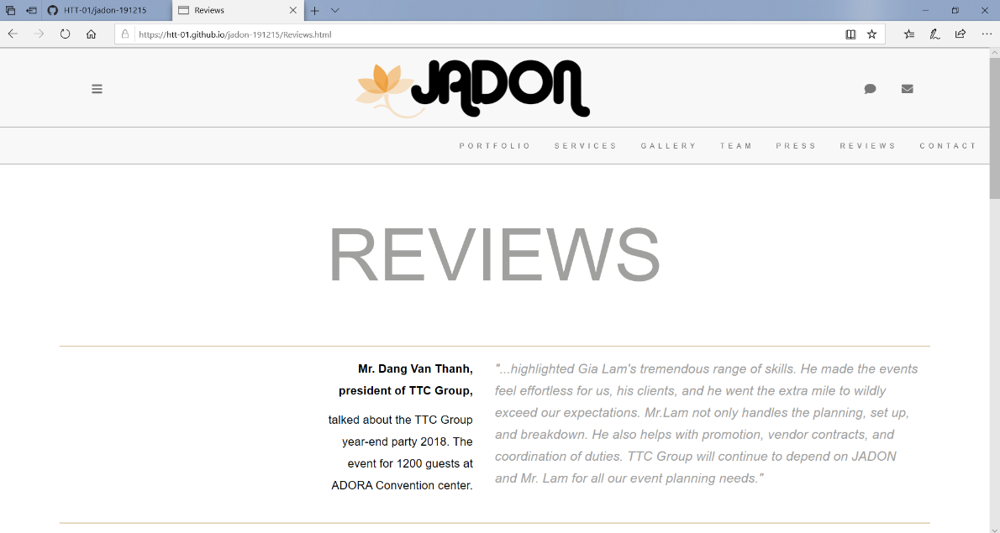 HTT-01/jadon-191215
Reviews
https://htt-01.github.io/jadon-191215/Reviews.html
JADON
PORTFOLIO SERVICES GALLERY TEAM PRESS REVIEWS CONTACT
REVIEWS
Mr. Dang Van Thanh,
president of TTC Group,
talked about the TTC Group
year-end party 2018. The
event for 1200 guests at
ADORA Convention center.
"...highlighted Gia Lam's tremendous range of skills. He made the events
feel effortless for us, his clients, and he went the extra mile to wildly
exceed our expectations. Mr.Lam not only handles the planning, set up,
and breakdown. He also helps with promotion, vendor contracts, and
coordination of duties. TTC Group will continue to depend on JADON
and Mr. Lam for all our event planning needs."